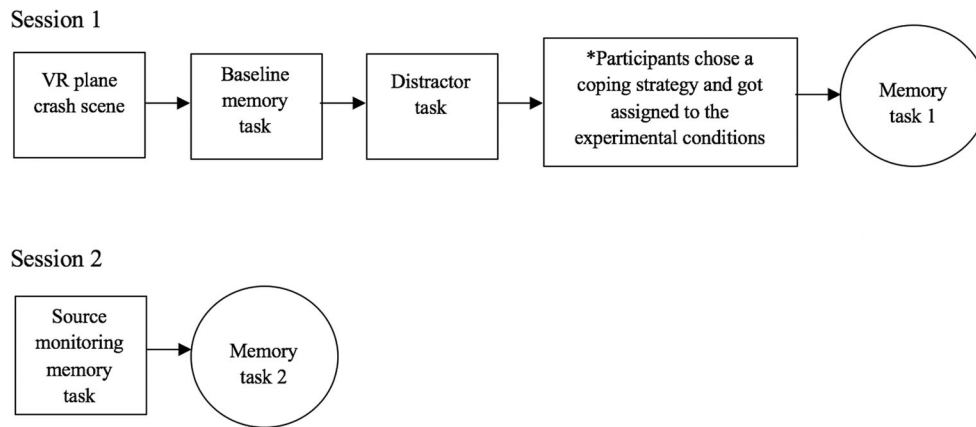 Session 1
VR plane
crash scene
Baseline
memory
task
Distractor
task
*Participants chose a
coping strategy and got
assigned to the
experimental conditions
Memory
task 1
Session 2
Source
monitoring
memory
task
Memory
task 2